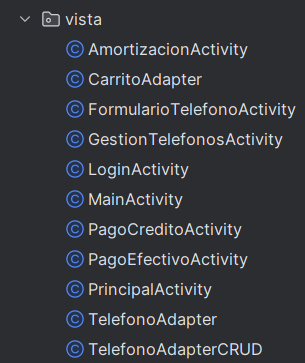 vista
AmortizacionActivity
CarritoAdapter
FormularioTelefonoActivity
GestionTelefonosActivity
LoginActivity
MainActivity
PagoCreditoActivity
PagoEfectivoActivity
PrincipalActivity
TelefonoAdapter
TelefonoAdapterCRUD